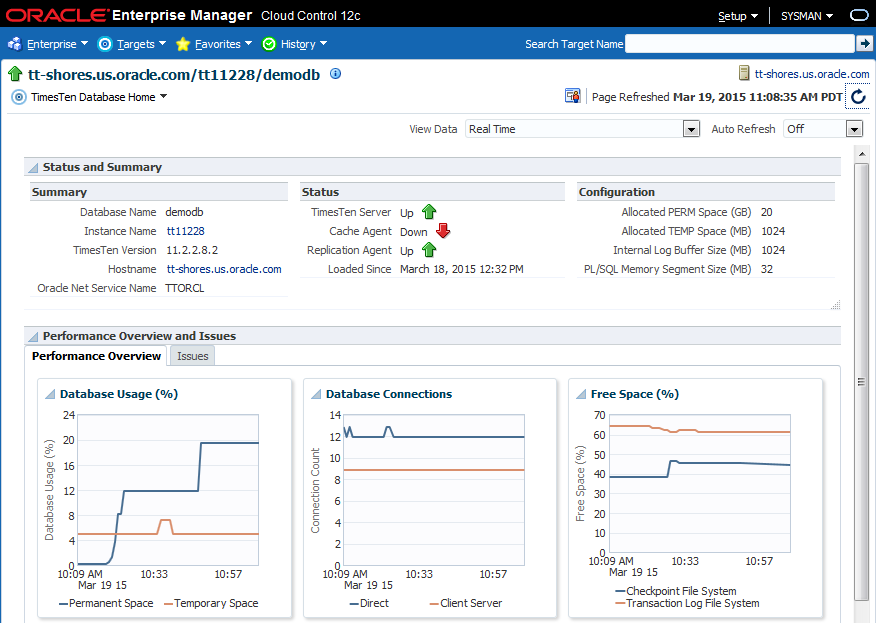 ORACLE® Enterprise Manager Cloud Control 12c Setup SYSMAN
Enterprise Targets Favorites History Search Target Name
tt-shores.us.oracle.com/tt11228/demodb tt-shores.us.oracle.com
TimesTen Database Home Page Refreshed Mar 19, 2015 11:08:35 AM PDT
View Data Real Time Auto Refresh Off
Status and Summary
Summary
Database Name demodb
Instance Name tt11228
TimesTen Version 11.2.2.8.2
Hostname tt-shores.us.oracle.com
Oracle Net Service Name TTORCL
Status
TimesTen Server Up
Cache Agent Down
Replication Agent Up
Loaded Since March 18, 2015 12:32 PM
Configuration
Allocated PERM Space (GB) 20
Allocated TEMP Space (MB) 1024
Internal Log Buffer Size (MB) 1024
PL/SQL Memory Segment Size (MB) 32
Performance Overview and Issues
Performance Overview Issues
Database Usage (%)
Database Usage (%)
24
20
16
12
8
4
0
10:09 AM 10:33 10:57
Mar 19 15
Permanent Space Temporary Space
Database Connections
Connection Count
14
12
10
8
6
4
2
0
10:09 AM 10:33 10:57
Mar 19 15
Direct Client Server
Free Space (%)
Free Space (%)
70
60
50
40
30
20
10
0
10:09 AM 10:33 10:57
Mar 19 15
Checkpoint File System
Transaction Log File System